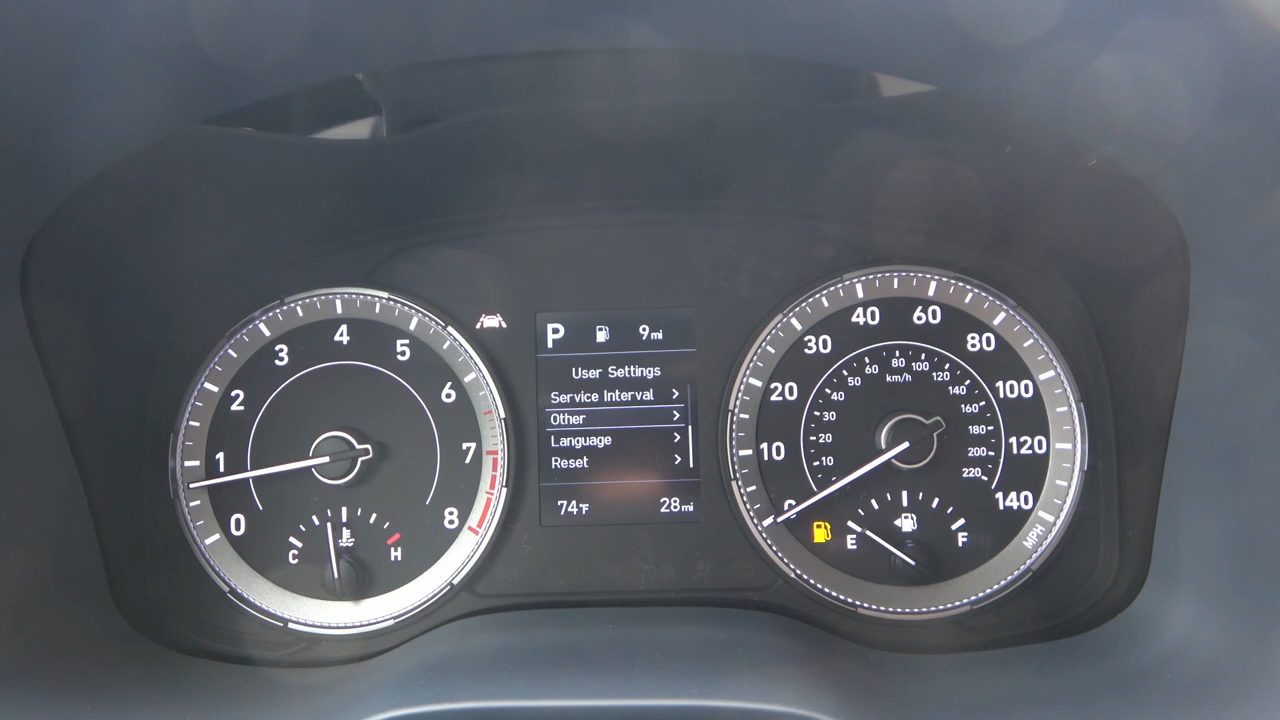 P 9mi
User Settings
Service Interval
Other
Language
Reset
74°F 28mi
0
1
2
3
4
5
6
7
8
C H
10
20
30
40
60
80
100
120
140
MPH
km/h
10
20
30
40
50
60
80
100
120
140
160
180
200
220
E F